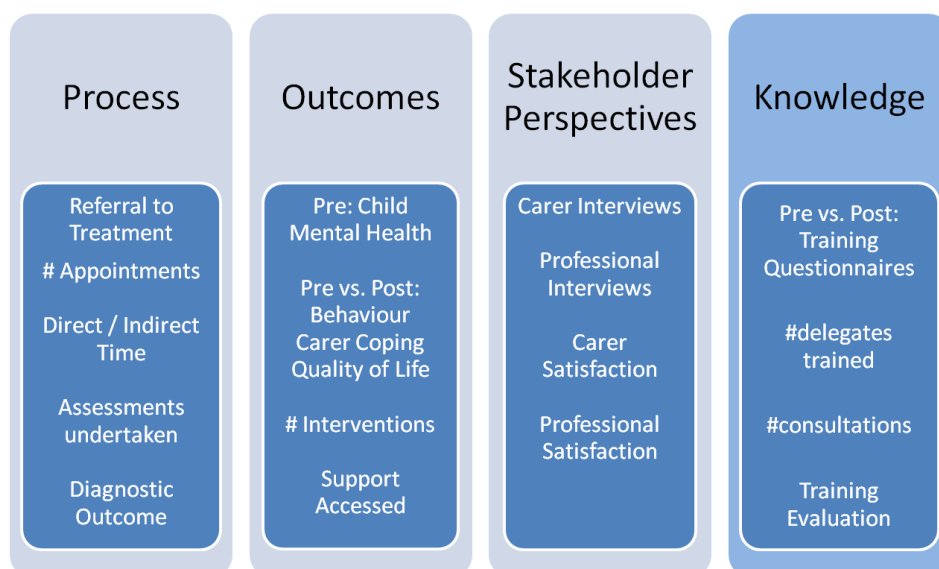 Process
Referral to
Treatment
# Appointments
Direct / Indirect
Time
Assessments
undertaken
Diagnostic
Outcome
Outcomes
Pre: Child
Mental Health
Pre vs. Post:
Behaviour
Carer Coping
Quality of Life
# Interventions
Support
Accessed
Stakeholder
Perspectives
Carer Interviews
Professional
Interviews
Carer
Satisfaction
Professional
Satisfaction
Knowledge
Pre vs. Post:
Training
Questionnaires
#delegates
trained
#consultations
Training
Evaluation